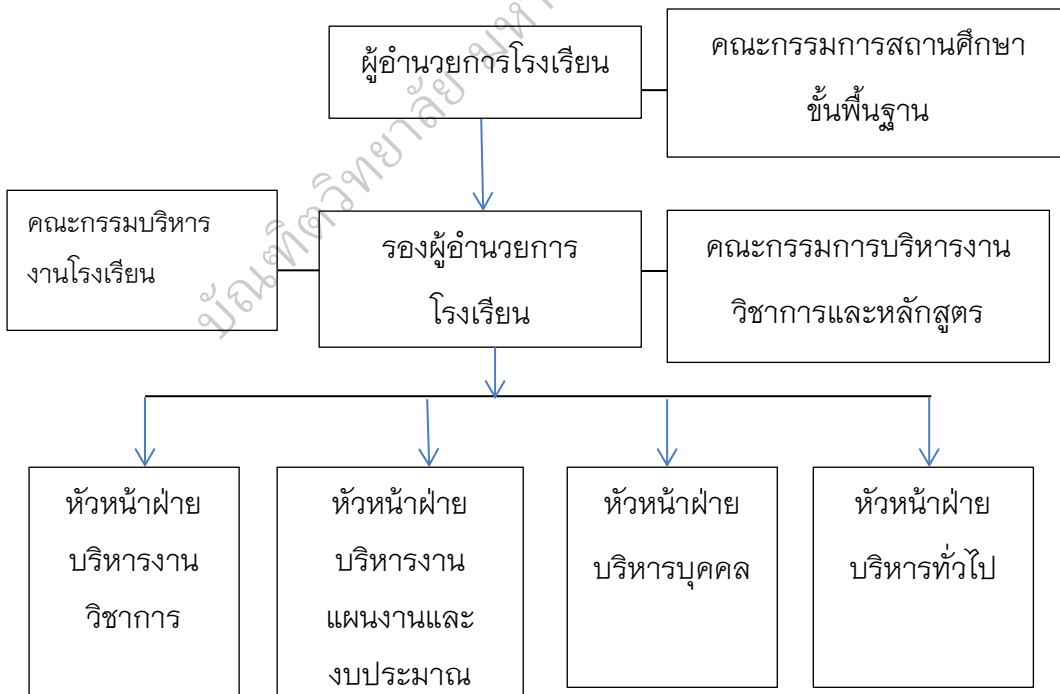 ผู้อำนวยการโรงเรียน
คณะกรรมการสถานศึกษา
ขั้นพื้นฐาน
คณะกรรมบริหาร
งานโรงเรียน
รองผู้อำนวยการ
โรงเรียน
คณะกรรมการบริหารงาน
วิชาการและหลักสูตร
หัวหน้าฝ่าย
บริหารงาน
วิชาการ
หัวหน้าฝ่าย
บริหารงาน
แผนงานและ
งบประมาณ
หัวหน้าฝ่าย
บริหารบุคคล
หัวหน้าฝ่าย
บริหารทั่วไป
บัณฑิตวิทยาลัย